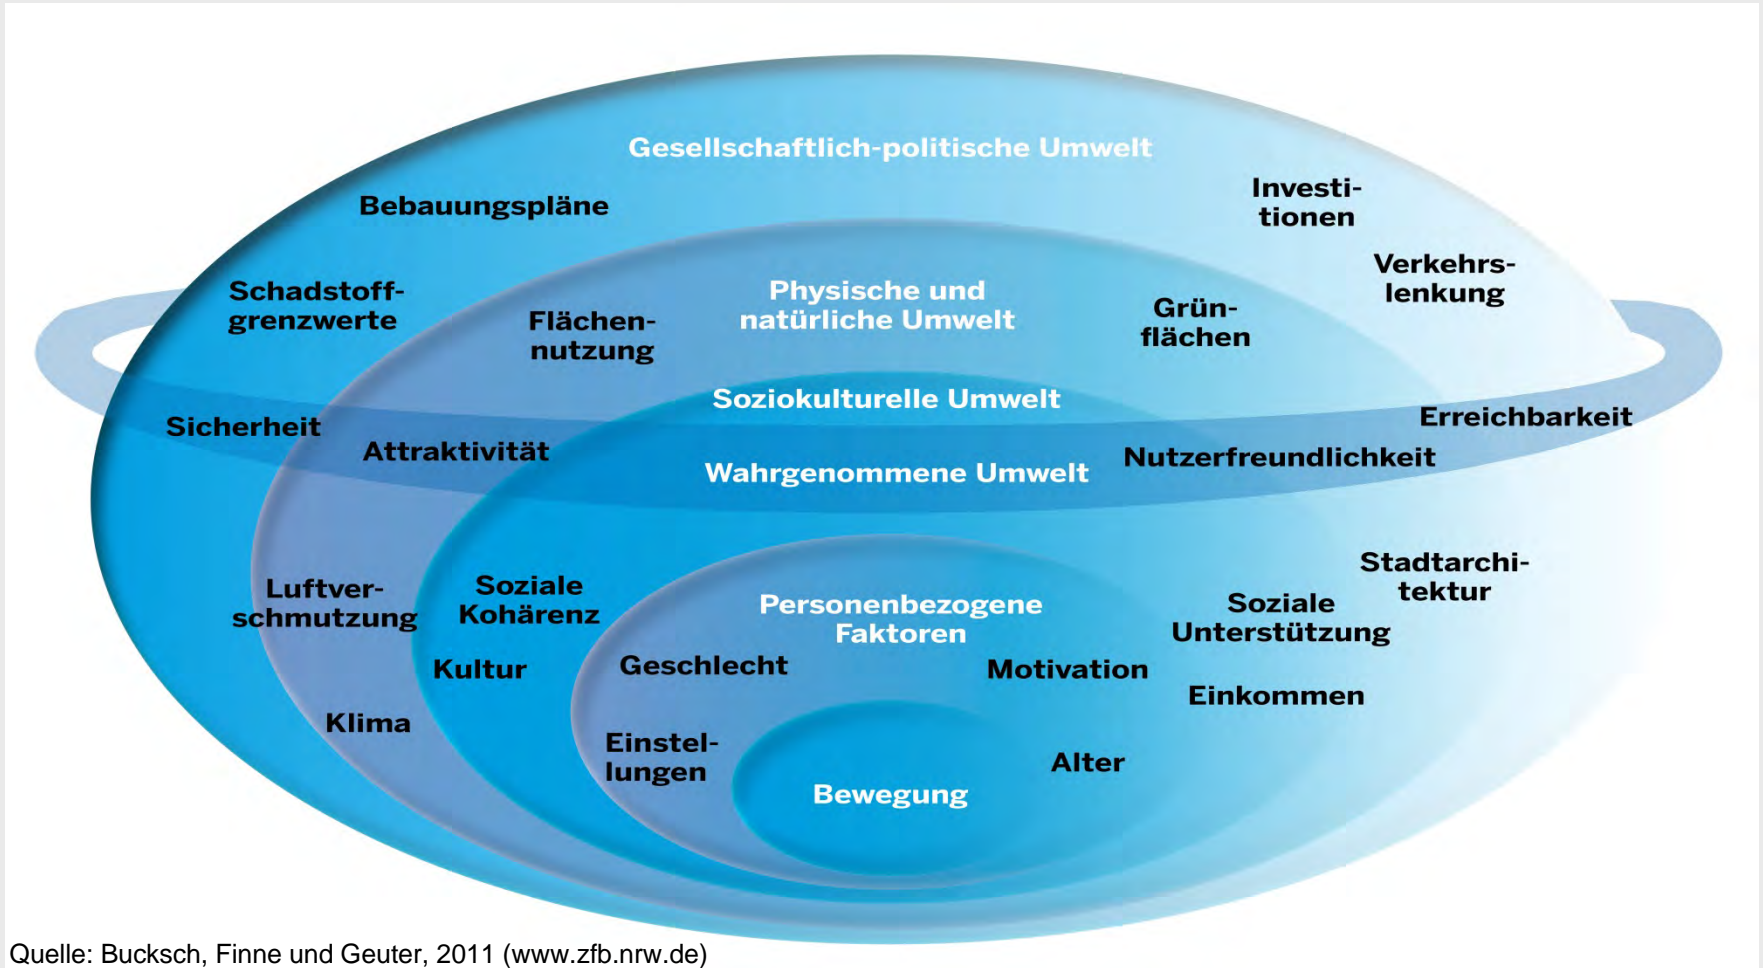 Gesellschaftlich-politische Umwelt
Bebauungspläne
Investi-
tionen
Schadstoff-
grenzwerte
Verkehrs-
lenkung
Physische und
natürliche Umwelt
Flächen-
nutzung
Grün-
flächen
Soziokulturelle Umwelt
Sicherheit
Attraktivität
Wahrgenommene Umwelt
Nutzerfreundlichkeit
Erreichbarkeit
Luftver-
schmutzung
Soziale
Kohärenz
Personenbezogene
Faktoren
Soziale
Unterstützung
Stadtarchi-
tektur
Kultur
Geschlecht
Motivation
Einkommen
Klima
Einstel-
lungen
Alter
Bewegung
Quelle: Bucksch, Finne und Geuter, 2011 (www.zfb.nrw.de)